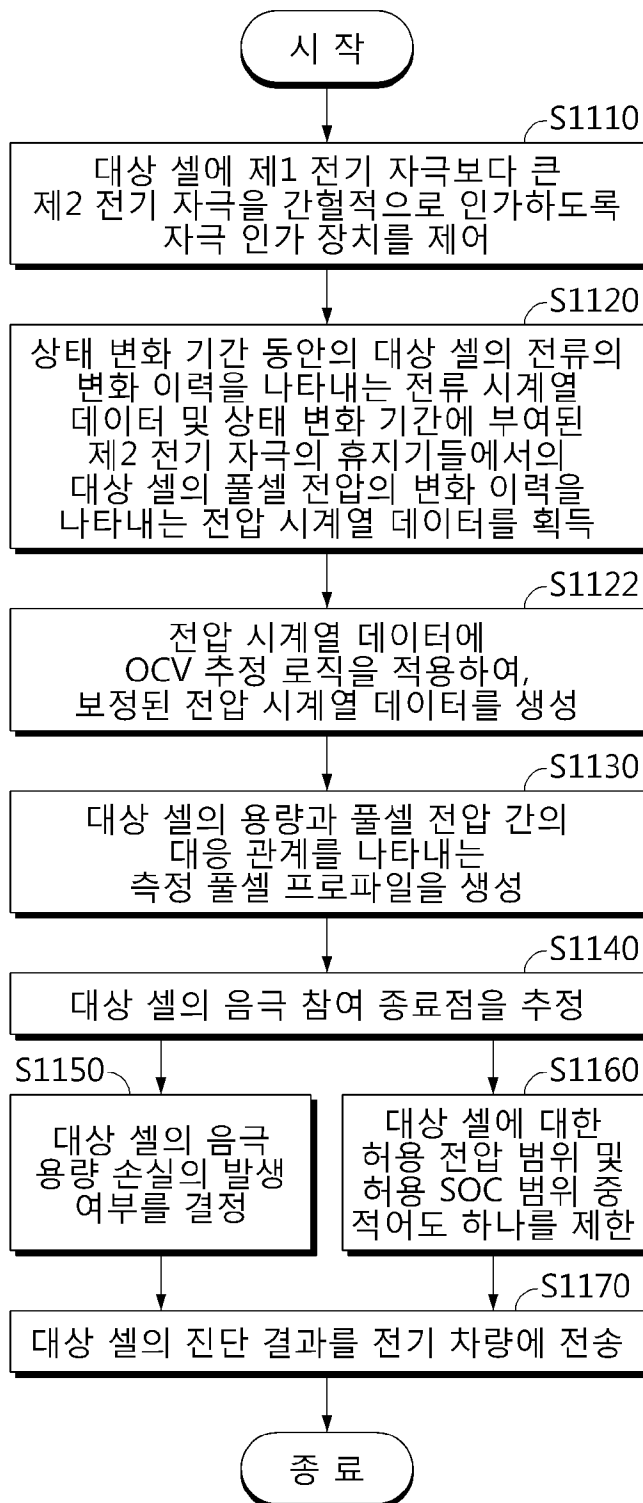 시 작
S1110
대상 셀에 제1 전기 자극보다 큰
제2 전기 자극을 간헐적으로 인가하도록
자극 인가 장치를 제어
S1120
상태 변화 기간 동안의 대상 셀의 전류의
변화 이력을 나타내는 전류 시계열
데이터 및 상태 변화 기간에 부여된
제2 전기 자극의 휴지기들에서의
대상 셀의 풀셀 전압의 변화 이력을
나타내는 전압 시계열 데이터를 획득
S1122
전압 시계열 데이터에
OCV 추정 로직을 적용하여,
보정된 전압 시계열 데이터를 생성
S1130
대상 셀의 용량과 풀셀 전압 간의
대응 관계를 나타내는
측정 풀셀 프로파일을 생성
S1140
대상 셀의 음극 참여 종료점을 추정
S1150
대상 셀의 음극
용량 손실의 발생
여부를 결정
S1160
대상 셀에 대한
허용 전압 범위 및
허용 SOC 범위 중
적어도 하나를 제한
S1170
대상 셀의 진단 결과를 전기 차량에 전송
종 료